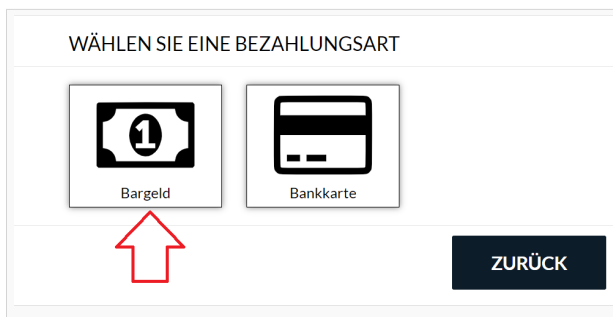 WÄHLEN SIE EINE BEZAHLUNGSART
1
Bargeld
Bankkarte
ZURÜCK